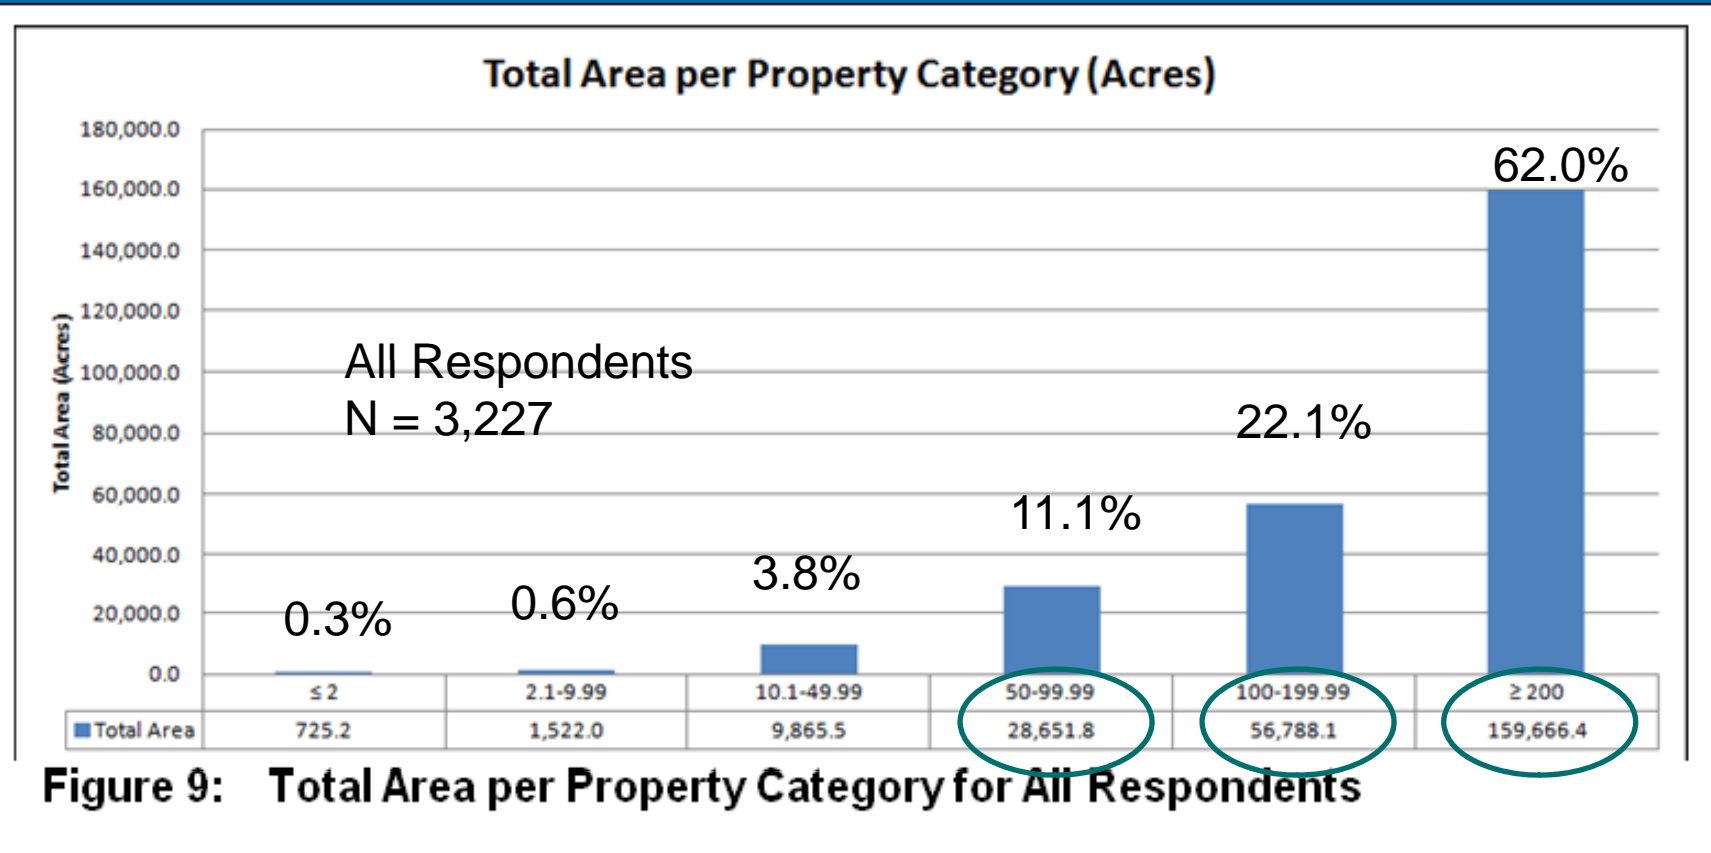 Total Area per Property Category (Acres)
180,000.0
160,000.0
140,000.0
120,000.0
100,000.0
80,000.0
60,000.0
40,000.0
20,000.0
0.0
Total Area (Acres)
All Respondents
N = 3,227
0.3%
0.6%
3.8%
11.1%
22.1%
62.0%
≤ 2 2.1-9.99 10.1-49.99 50-99.99 100-199.99 ≥ 200
Total Area 725.2 1,522.0 9,865.5 28,651.8 56,788.1 159,666.4
Figure 9: Total Area per Property Category for All Respondents